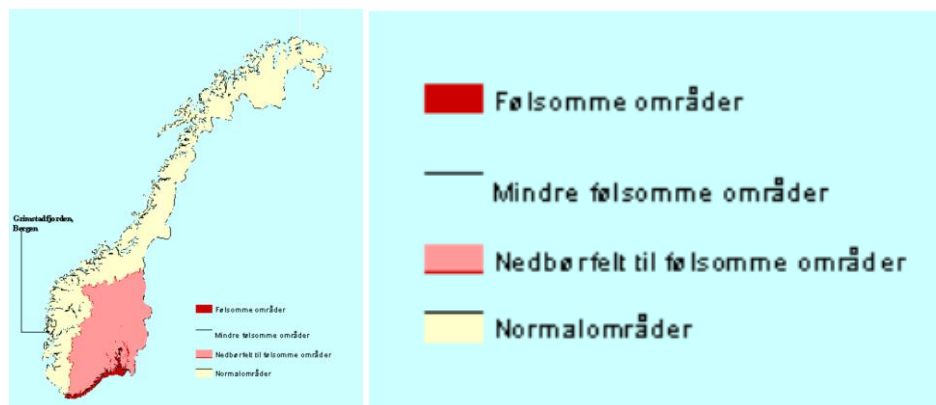 Grimstadfjorden,
Bergen
Følsomme områder
Mindre følsomme områder
Nedbørfelt til følsomme områder
Normalområder
Følsomme områder
Mindre følsomme områder
Nedbørfelt til følsomme områder
Normalområder